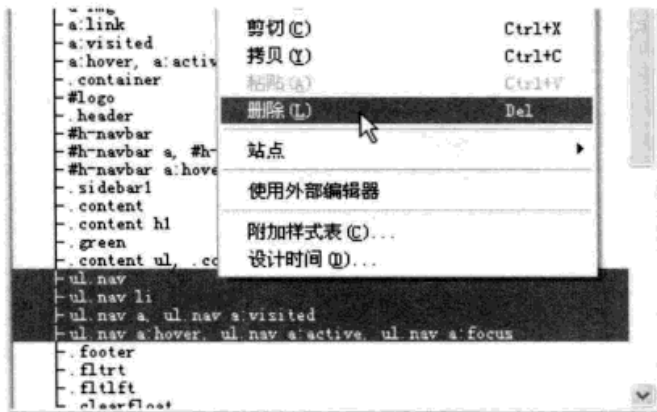 a img
a:link
a:visited
a:hover, a:activ
.container
#logo
.header
#h-navbar
#h-navbar a, #h-
#h-navbar a:hove
.sidebar1
.content
.content h1
.green
.content ul, .co
ul.nav
ul.nav li
ul.nav a, ul.nav a:visited
ul.nav a:hover, ul.nav a:active, ul.nav a:focus
.footer
.fltrt
.fltlft
.clearfloat
剪切(C) Ctrl+X
拷贝(Y) Ctrl+C
粘贴(A) Ctrl+V
删除(L) Del
站点
使用外部编辑器
附加样式表(C)...
设计时间(D)...